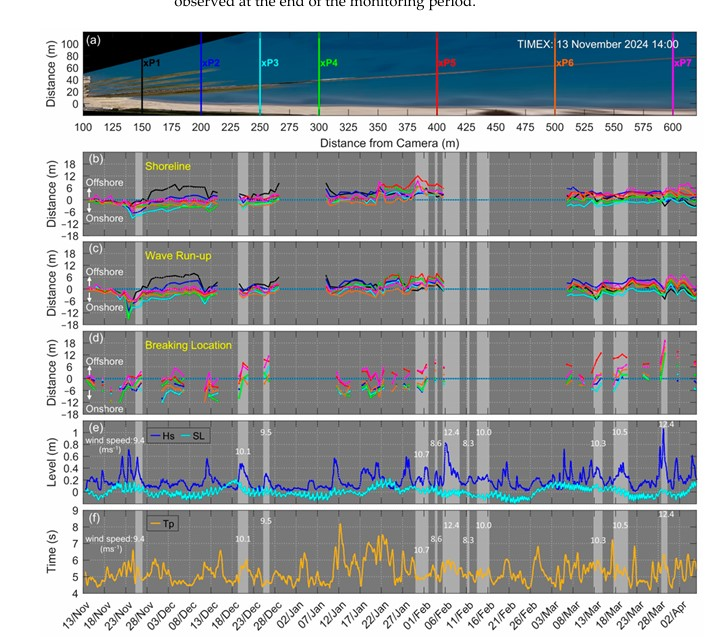 observed at the end of the monitoring period.
(a) TIMEX: 13 November 2024 14:00
xP1 xP2 xP3 xP4 xP5 xP6 xP7
Distance (m)
100
80
60
40
20
0
100 125 150 175 200 225 250 275 300 325 350 375 400 425 450 475 500 525 550 575 600
Distance from Camera (m)
(b) Shoreline
Distance (m)
18
12
6
0
−6
−12
−18
Offshore
Onshore
(c) Wave Run-up
Distance (m)
18
12
6
0
−6
−12
−18
Offshore
Onshore
(d) Breaking Location
Distance (m)
18
12
6
0
−6
−12
−18
Offshore
Onshore
(e) Hs SL
Level (m)
1
0.8
0.6
0.4
0.2
0
wind speed:9.4
(ms⁻¹)
10.1 9.5 10.7 8.6 12.4 8.3 10.0 10.3 10.5 12.4
(f) Tp
Time (s)
9
8
7
6
5
4
wind speed:9.4
(ms⁻¹)
10.1 9.5 10.7 8.6 12.4 8.3 10.0 10.3 10.5 12.4
13/Nov 18/Nov 23/Nov 28/Nov 03/Dec 08/Dec 13/Dec 18/Dec 23/Dec 28/Dec 02/Jan 07/Jan 12/Jan 17/Jan 22/Jan 27/Jan 01/Feb 06/Feb 11/Feb 16/Feb 21/Feb 26/Feb 03/Mar 08/Mar 13/Mar 18/Mar 23/Mar 28/Mar 02/Apr